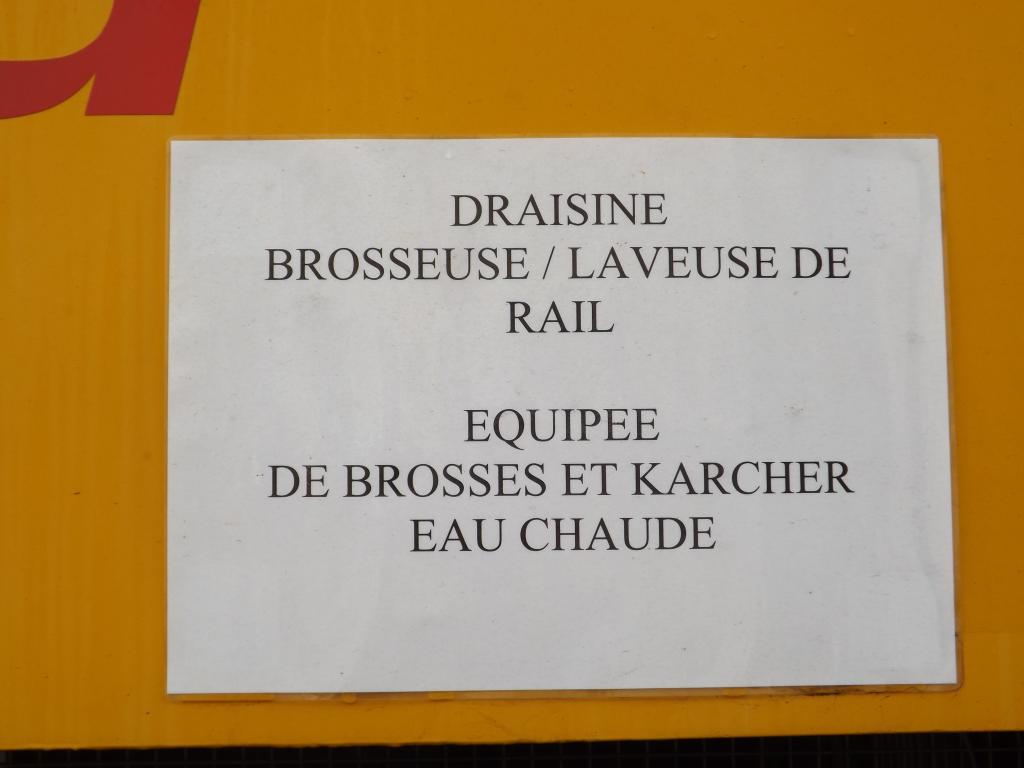 DRAISINE
BROSSEUSE / LAVEUSE DE
RAIL
EQUIPEE
DE BROSSES ET KARCHER
EAU CHAUDE